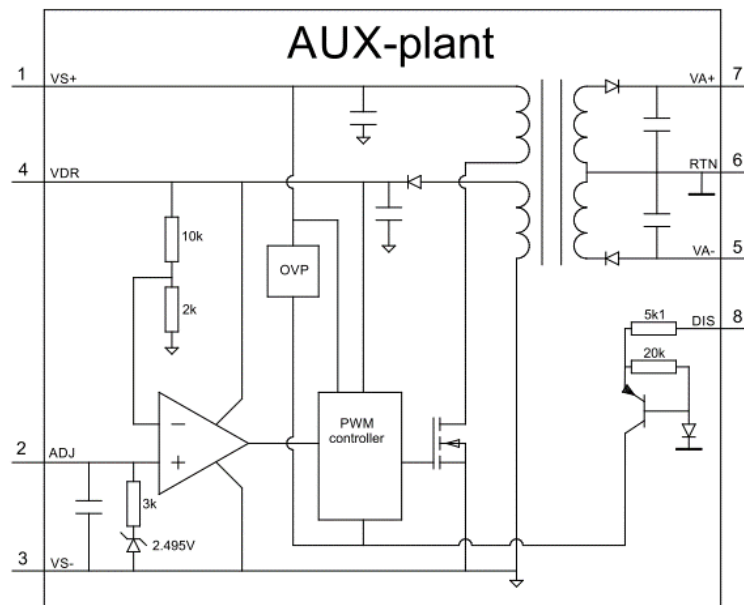 AUX-plant
1 VS+
VA+ 7
RTN 6
4 VDR
10k
OVP
2k
VA- 5
5k1 DIS 8
20k
−
PWM
controller
2 ADJ
+
3k
2.495V
3 VS-